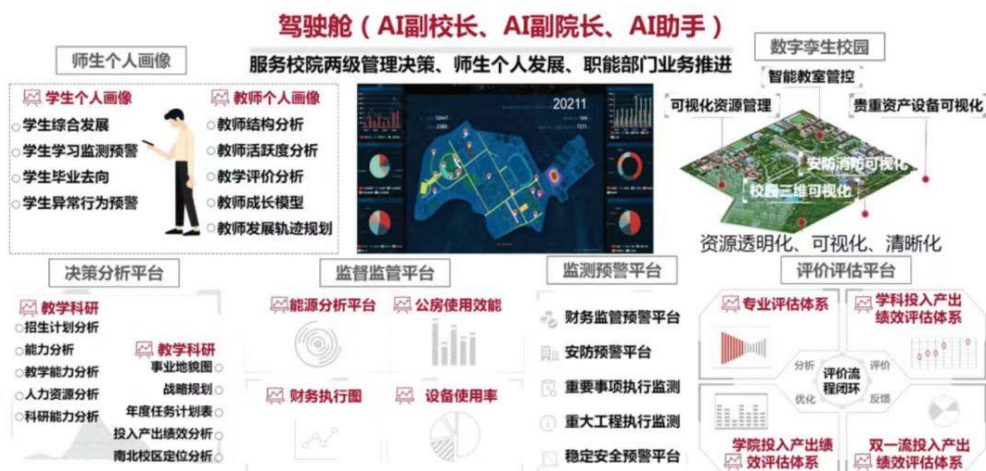 驾驶舱（AI副校长、AI副院长、AI助手）
服务校院两级管理决策、师生个人发展、职能部门业务推进
师生个人画像
学生个人画像
学生综合发展
学生学习监测预警
学生毕业去向
学生异常行为预警
教师个人画像
教师结构分析
教师活跃度分析
教学评价分析
教师成长模型
教师发展轨迹规划
20211
数字孪生校园
智能教室管控
可视化资源管理
贵重资产设备可视化
安防消防可视化
校园三维可视化
资源透明化、可视化、清晰化
决策分析平台
教学科研
招生计划分析
能力分析
教学能力分析
人力资源分析
科研能力分析
教学科研
事业地貌图
战略规划
年度任务计划表
投入产出绩效分析
南北校区定位分析
监督监管平台
能源分析平台
公房使用效能
财务执行图
设备使用率
监测预警平台
财务监管预警平台
安防预警平台
重要事项执行监测
重大工程执行监测
稳定安全预警平台
评价评估平台
专业评估体系
学科投入产出
绩效评估体系
分析
评价
评价流
程闭环
优化
反馈
学院投入产出绩
效评估体系
双一流投入产出
绩效评估体系